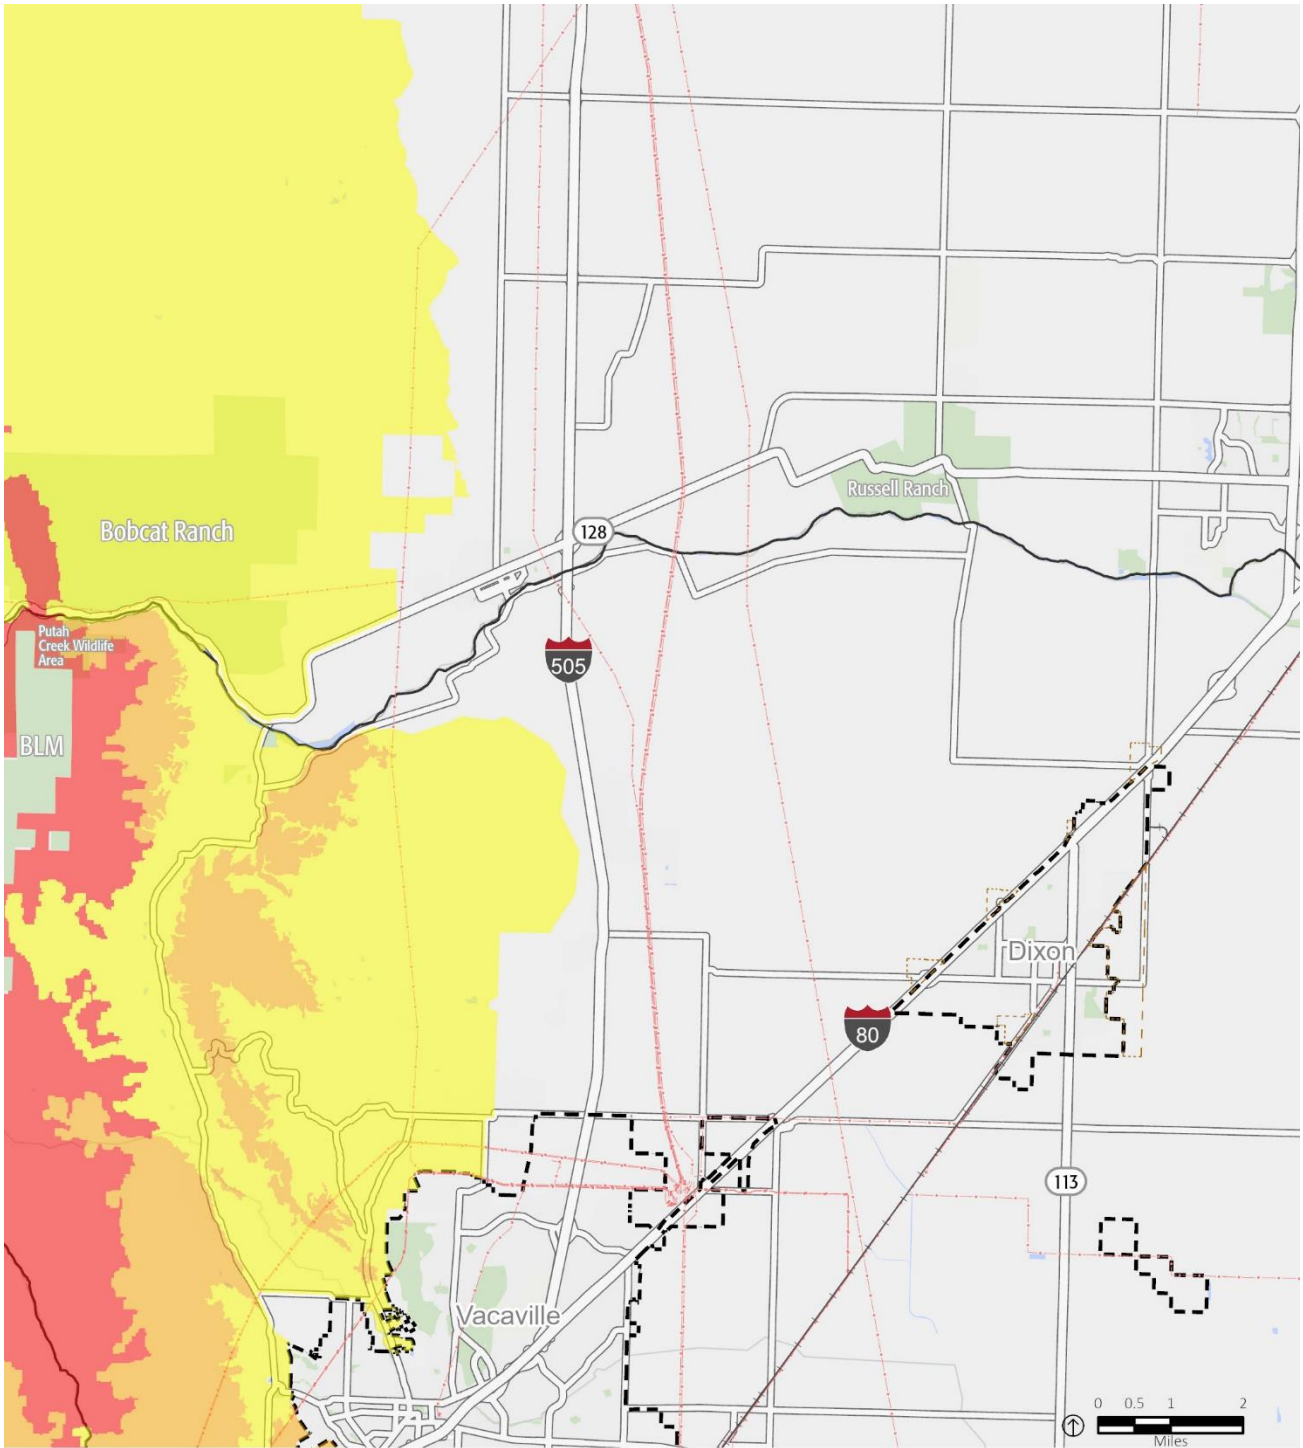 128
Russell Ranch
Bobcat Ranch
Putah
Creek Wildlife
Area
505
BLM
Dixon
80
113
Vacaville
0 0.5 1 2
Miles